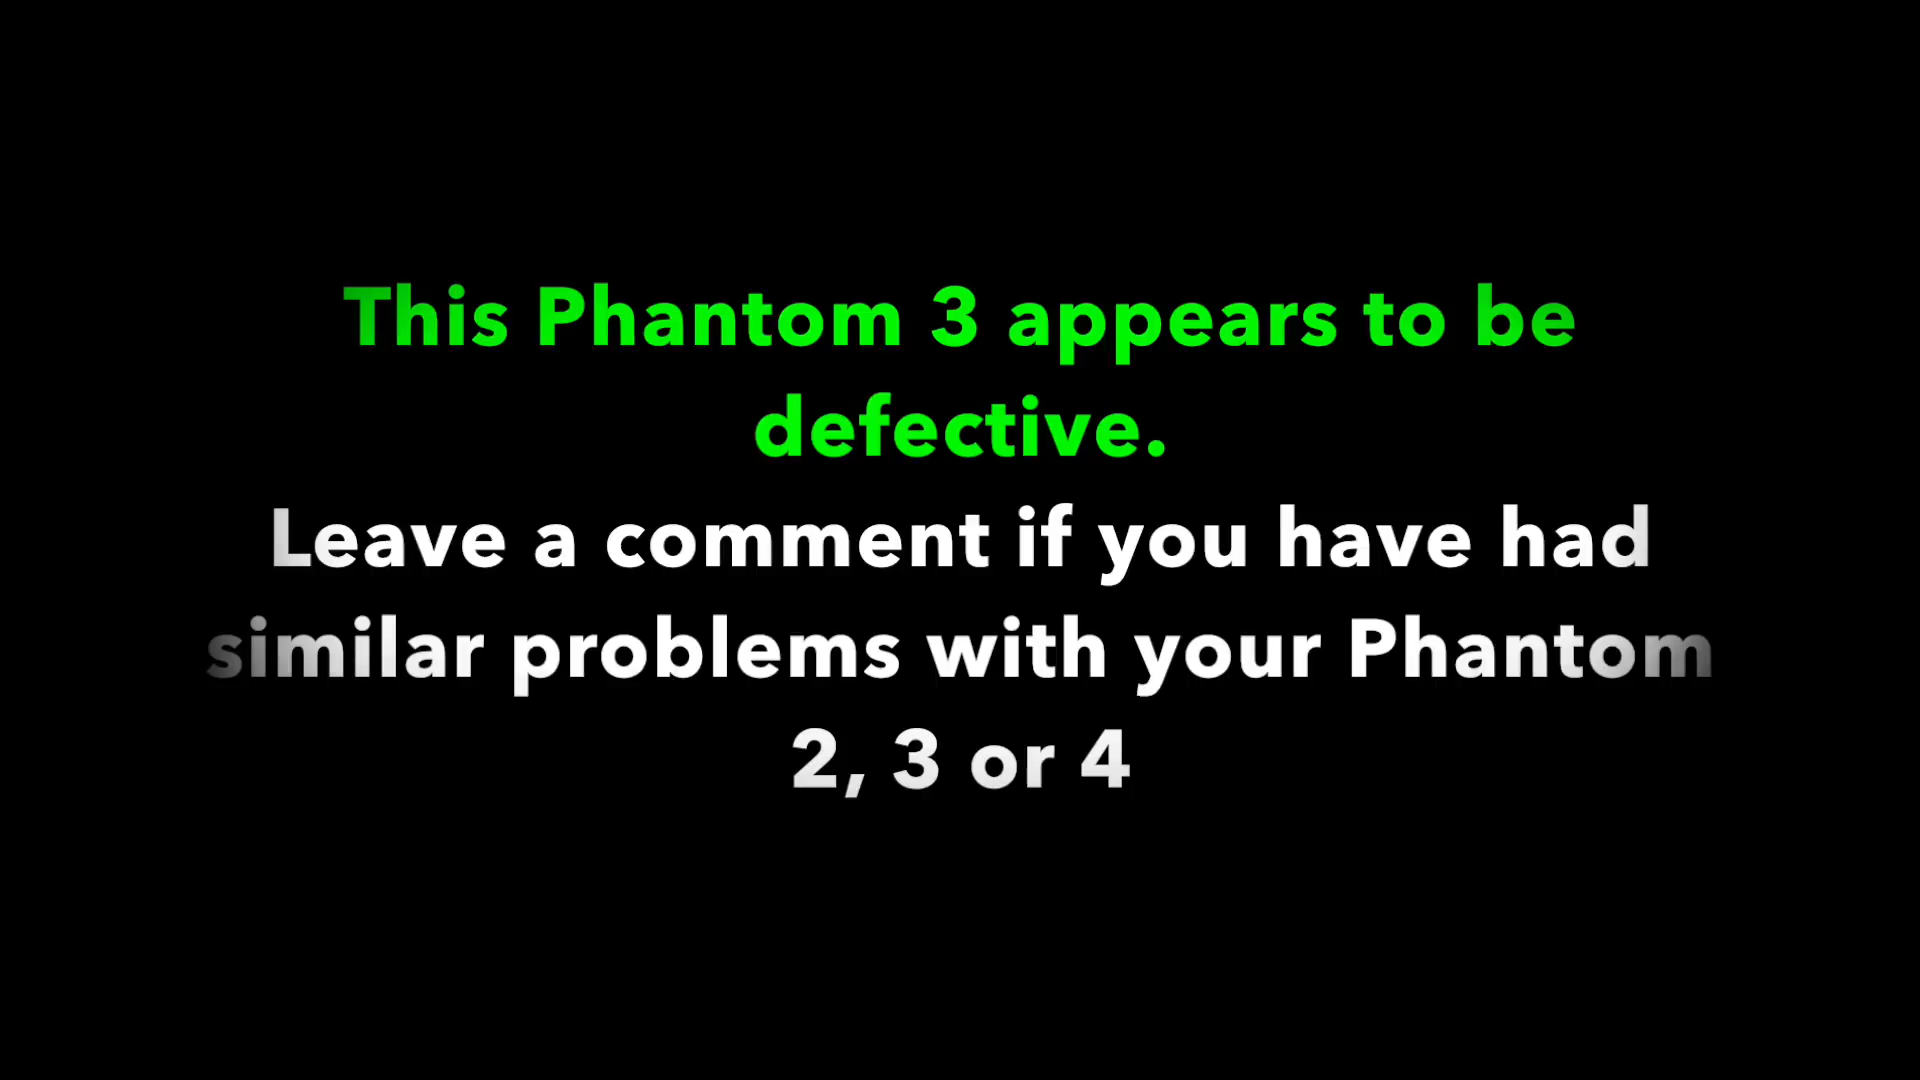 This Phantom 3 appears to be
defective.
Leave a comment if you have had
similar problems with your Phantom
2, 3 or 4